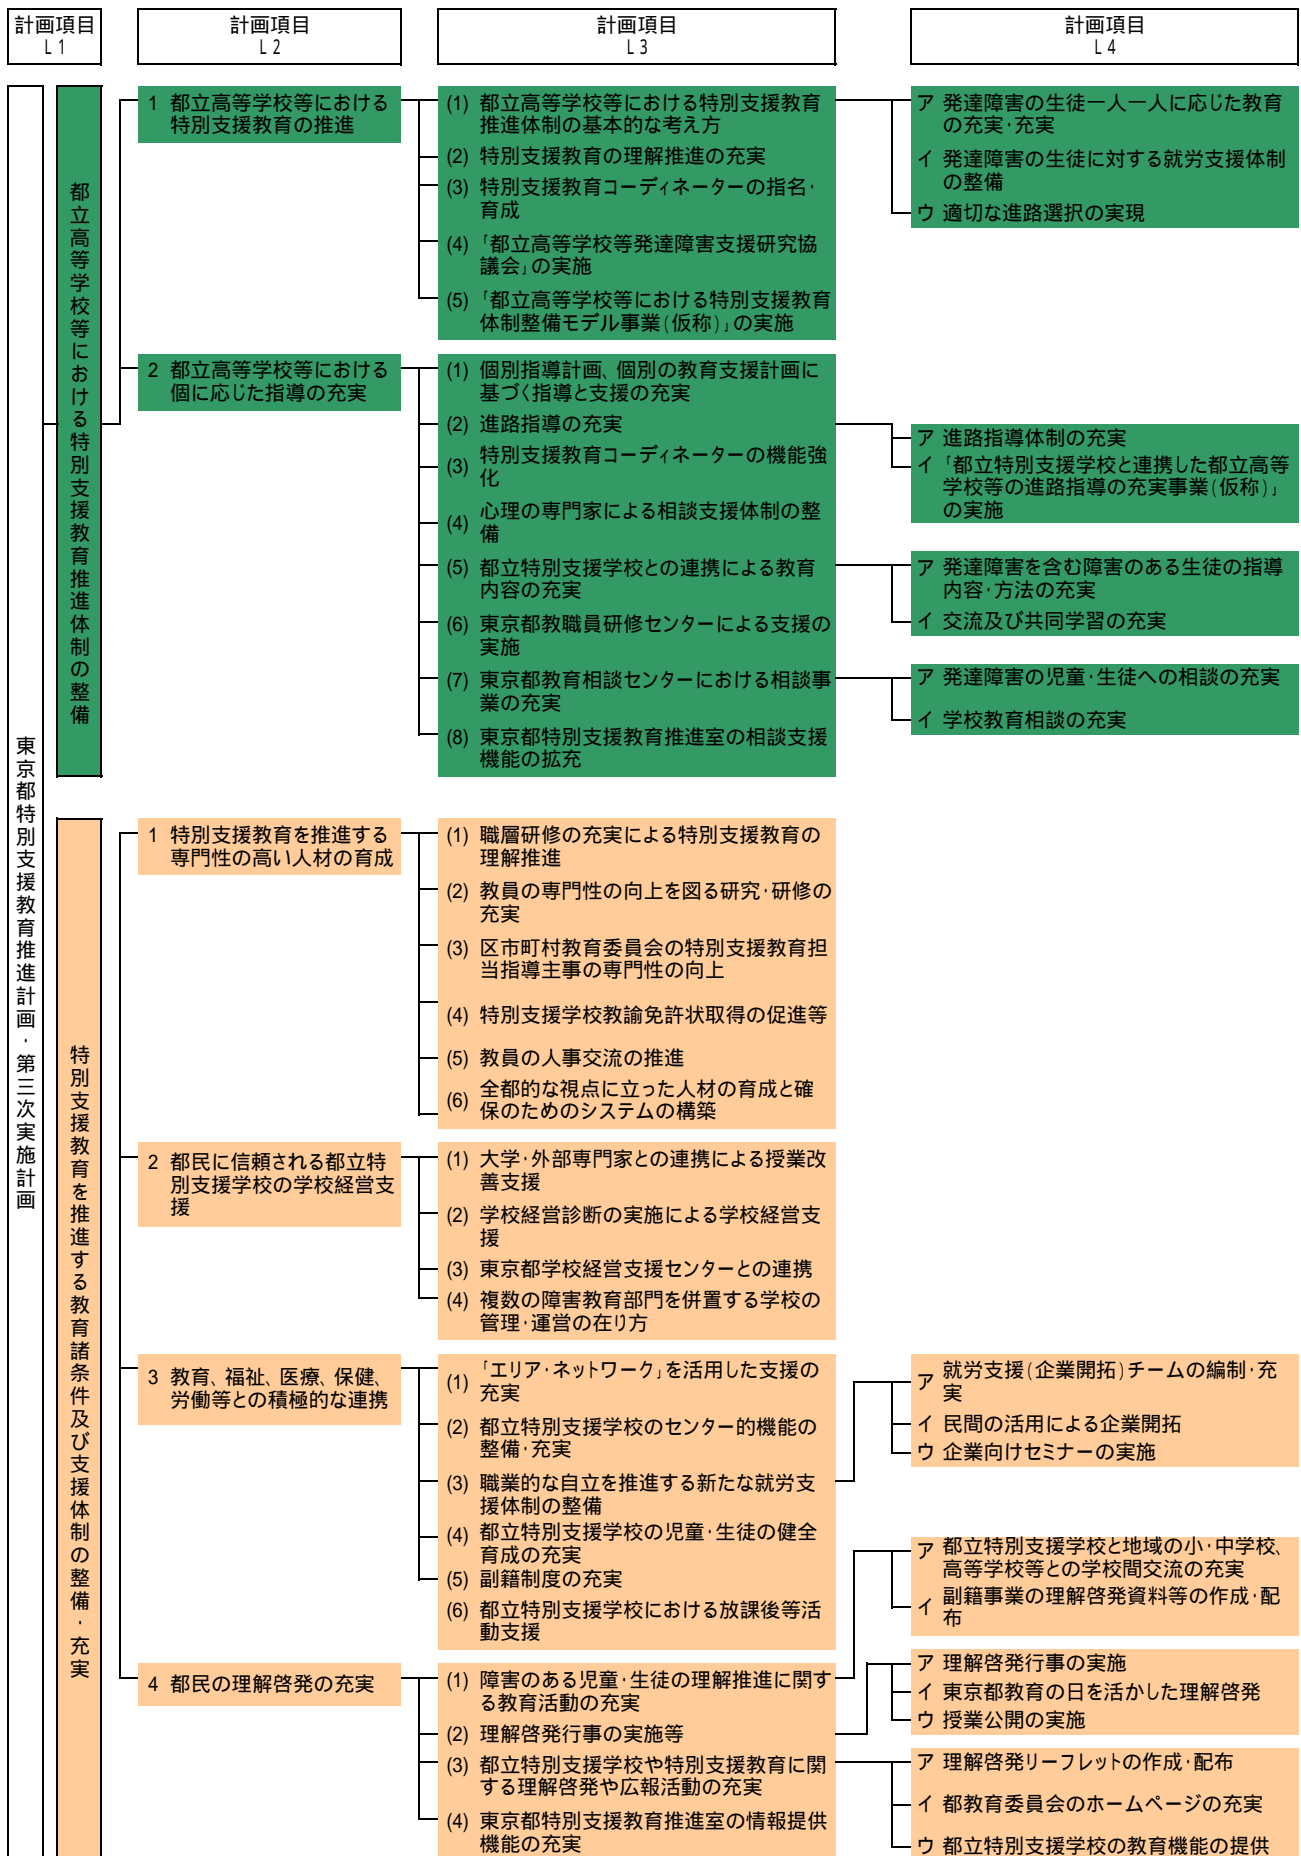 計画項目
L 1
計画項目
L 2
計画項目
L 3
計画項目
L 4
東京都特別支援教育推進計画・第三次実施計画
都立高等学校等における特別支援教育推進体制の整備
1 都立高等学校等における
特別支援教育の推進
(1) 都立高等学校等における特別支援教育
推進体制の基本的な考え方
ア 発達障害の生徒一人一人に応じた教育
の充実・充実
イ 発達障害の生徒に対する就労支援体制
の整備
ウ 適切な進路選択の実現
(2) 特別支援教育の理解推進の充実
(3) 特別支援教育コーディネーターの指名・
育成
(4) 「都立高等学校等発達障害支援研究協
議会」の実施
(5) 「都立高等学校等における特別支援教育
体制整備モデル事業(仮称)」の実施
2 都立高等学校等における
個に応じた指導の充実
(1) 個別指導計画、個別の教育支援計画に
基づく指導と支援の充実
(2) 進路指導の充実
ア 進路指導体制の充実
イ 「都立特別支援学校と連携した都立高等
学校等の進路指導の充実事業(仮称)」
の実施
(3) 特別支援教育コーディネーターの機能強
化
(4) 心理の専門家による相談支援体制の整
備
(5) 都立特別支援学校との連携による教育
内容の充実
ア 発達障害を含む障害のある生徒の指導
内容・方法の充実
イ 交流及び共同学習の充実
(6) 東京都教職員研修センターによる支援の
実施
(7) 東京都教育相談センターにおける相談事
業の充実
ア 発達障害の児童・生徒への相談の充実
イ 学校教育相談の充実
(8) 東京都特別支援教育推進室の相談支援
機能の拡充
特別支援教育を推進する教育諸条件及び支援体制の整備・充実
1 特別支援教育を推進する
専門性の高い人材の育成
(1) 職層研修の充実による特別支援教育の
理解推進
(2) 教員の専門性の向上を図る研究・研修の
充実
(3) 区市町村教育委員会の特別支援教育担
当指導主事の専門性の向上
(4) 特別支援学校教諭免許状取得の促進等
(5) 教員の人事交流の推進
(6) 全都的な視点に立った人材の育成と確
保のためのシステムの構築
2 都民に信頼される都立特
別支援学校の学校経営支
援
(1) 大学・外部専門家との連携による授業改
善支援
(2) 学校経営診断の実施による学校経営支
援
(3) 東京都学校経営支援センターとの連携
(4) 複数の障害教育部門を併置する学校の
管理・運営の在り方
3 教育、福祉、医療、保健、
労働等との積極的な連携
(1) 「エリア・ネットワーク」を活用した支援の
充実
(2) 都立特別支援学校のセンター的機能の
整備・充実
(3) 職業的な自立を推進する新たな就労支
援体制の整備
ア 就労支援(企業開拓)チームの編制・充
実
イ 民間の活用による企業開拓
ウ 企業向けセミナーの実施
(4) 都立特別支援学校の児童・生徒の健全
育成の充実
(5) 副籍制度の充実
(6) 都立特別支援学校における放課後等活
動支援
4 都民の理解啓発の充実
(1) 障害のある児童・生徒の理解推進に関す
る教育活動の充実
ア 都立特別支援学校と地域の小・中学校、
高等学校等との学校間交流の充実
イ 副籍事業の理解啓発資料等の作成・配
布
(2) 理解啓発行事の実施等
ア 理解啓発行事の実施
イ 東京都教育の日を活かした理解啓発
ウ 授業公開の実施
(3) 都立特別支援学校や特別支援教育に関
する理解啓発や広報活動の充実
ア 理解啓発リーフレットの作成・配布
イ 都教育委員会のホームページの充実
ウ 都立特別支援学校の教育機能の提供
(4) 東京都特別支援教育推進室の情報提供
機能の充実